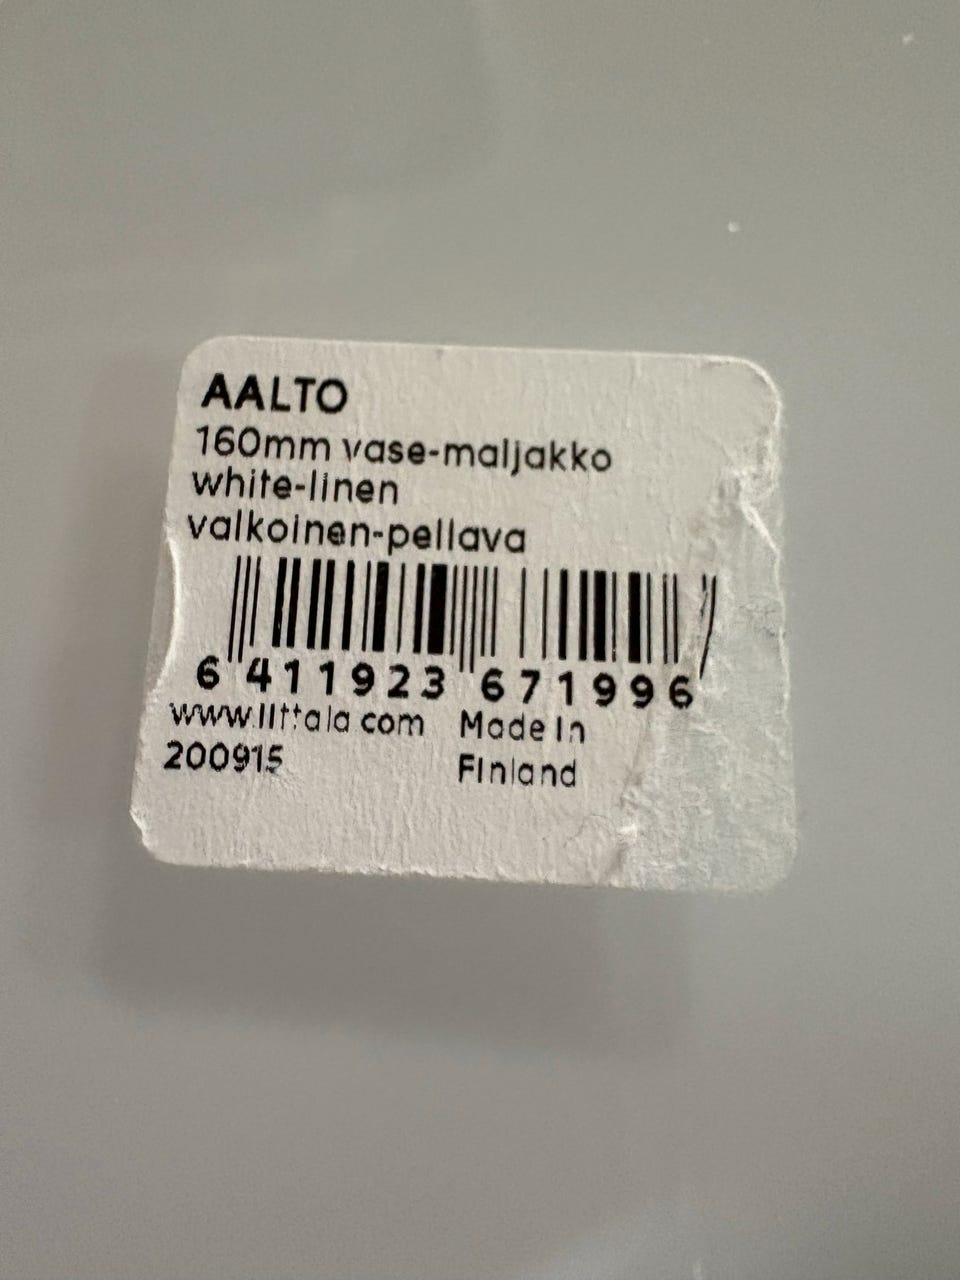 AALTO
160mm vase-maljakko
white-linen
valkoinen-pellava
6 411923 671996
www.iittala.com Made in
200915 Finland